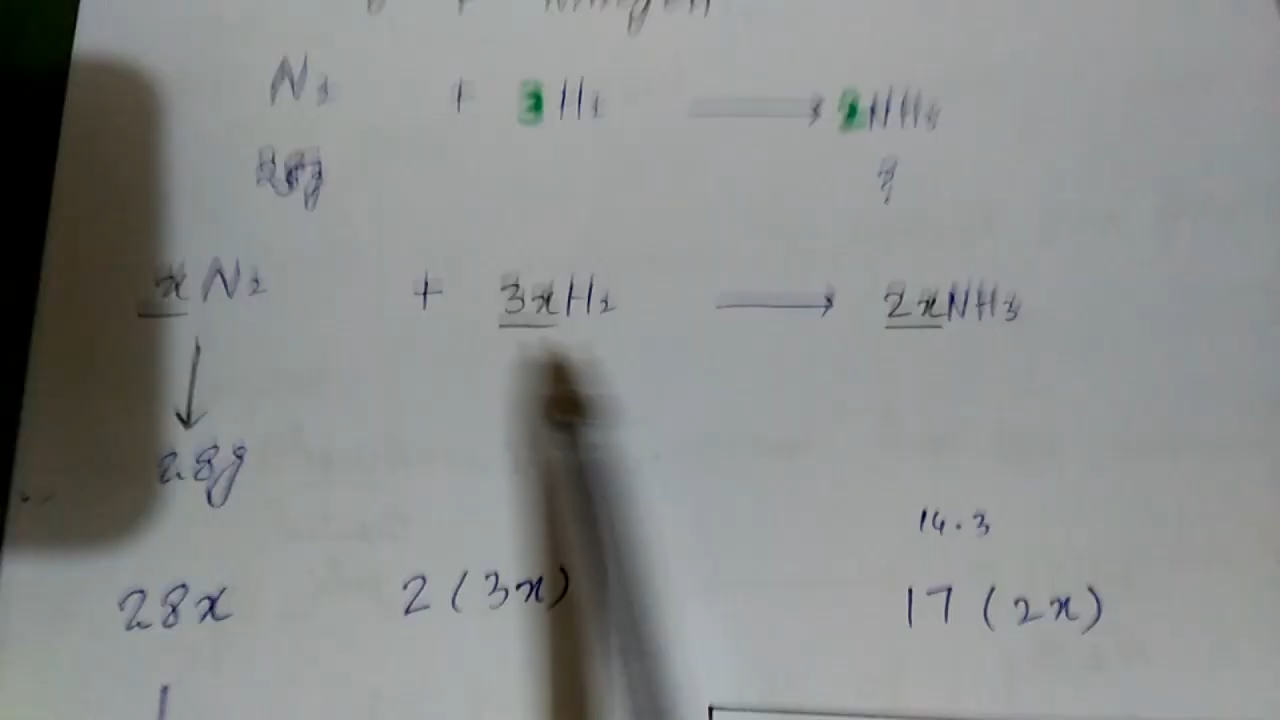 N2 + 3H2 → 2NH3
28g ?
xN2 + 3xH2 → 2xNH3
↓
28g
14.3
28x 2(3x) 17(2x)